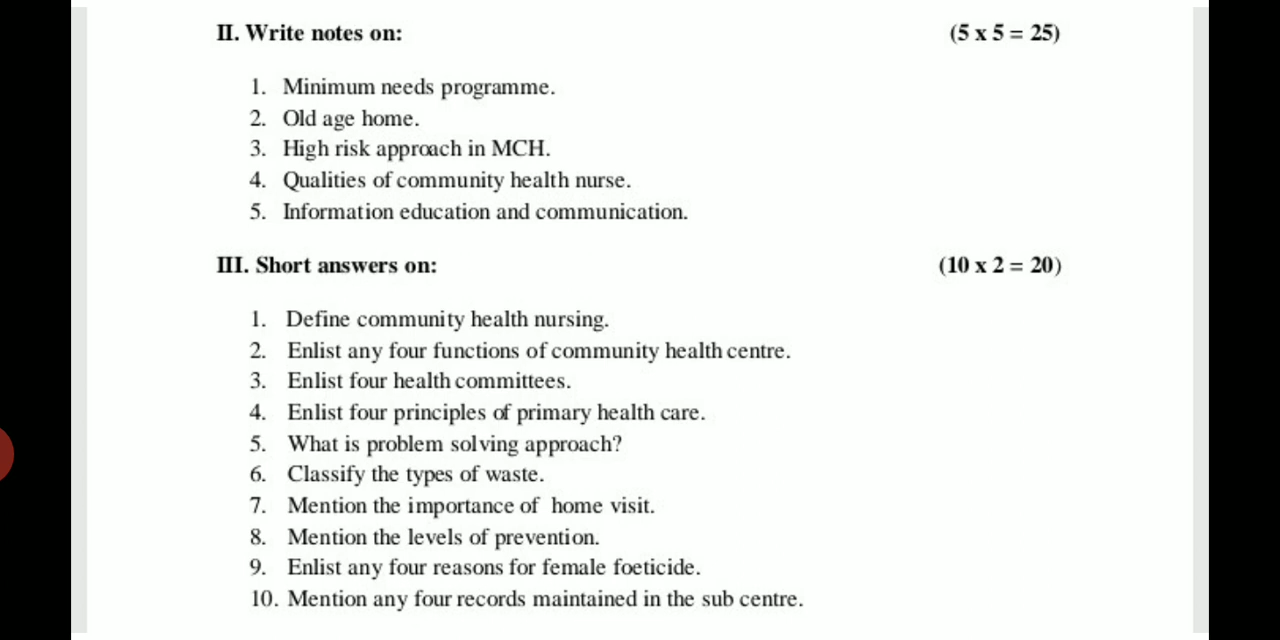 II. Write notes on: (5 x 5 = 25)
1. Minimum needs programme.
2. Old age home.
3. High risk approach in MCH.
4. Qualities of community health nurse.
5. Information education and communication.
III. Short answers on: (10 x 2 = 20)
1. Define community health nursing.
2. Enlist any four functions of community health centre.
3. Enlist four health committees.
4. Enlist four principles of primary health care.
5. What is problem solving approach?
6. Classify the types of waste.
7. Mention the importance of home visit.
8. Mention the levels of prevention.
9. Enlist any four reasons for female foeticide.
10. Mention any four records maintained in the sub centre.